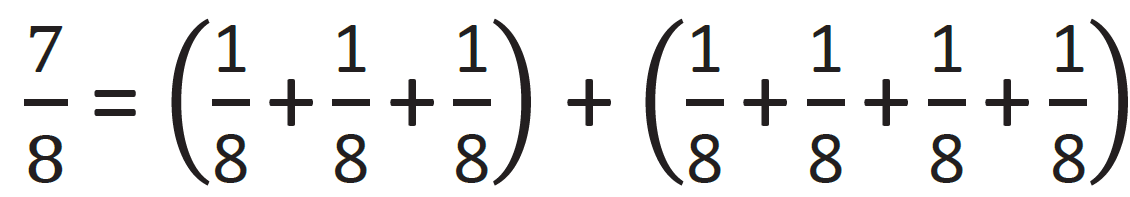 7/8 = (1/8 + 1/8 + 1/8) + (1/8 + 1/8 + 1/8 + 1/8)